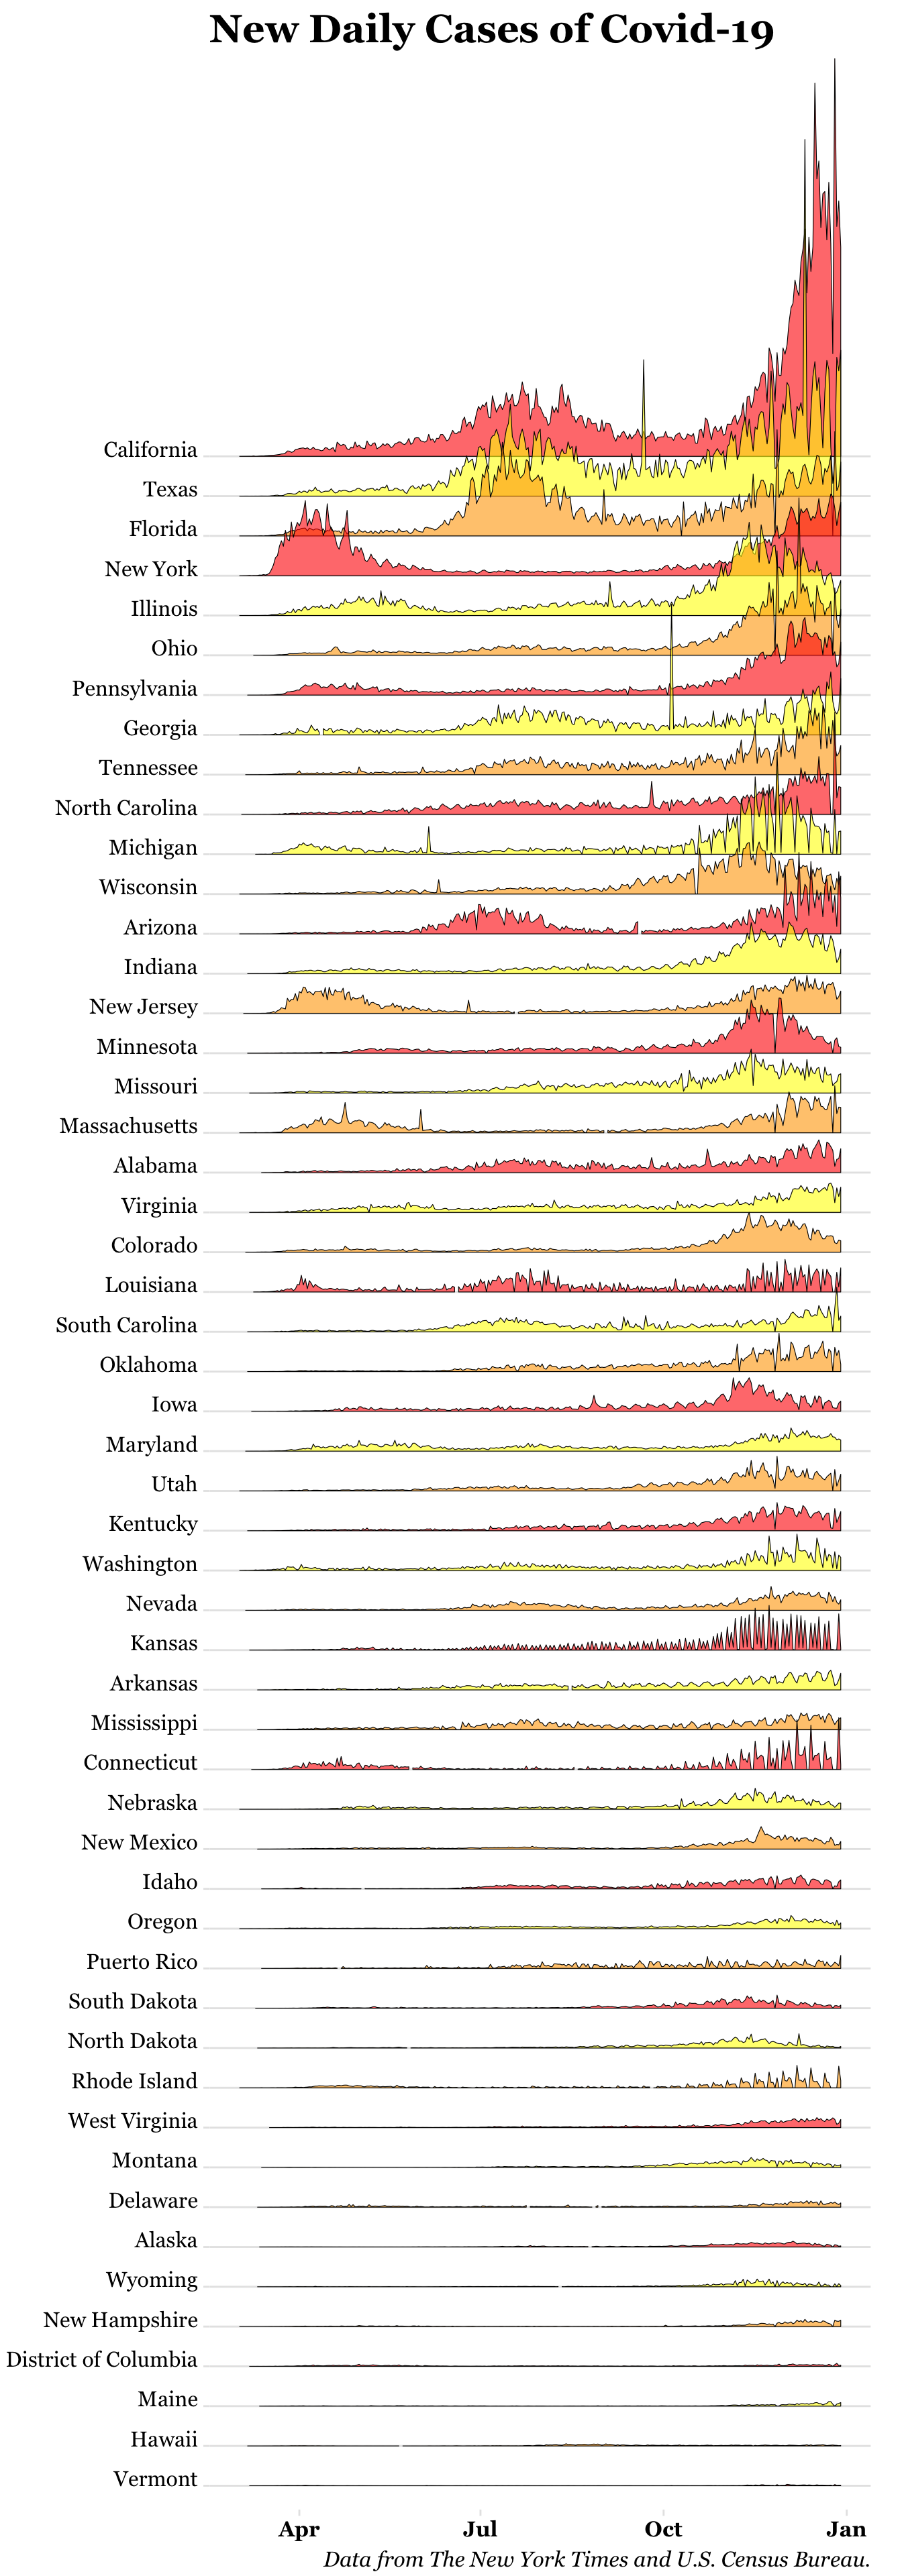 New Daily Cases of Covid-19
California
Texas
Florida
New York
Illinois
Ohio
Pennsylvania
Georgia
Tennessee
North Carolina
Michigan
Wisconsin
Arizona
Indiana
New Jersey
Minnesota
Missouri
Massachusetts
Alabama
Virginia
Colorado
Louisiana
South Carolina
Oklahoma
Iowa
Maryland
Utah
Kentucky
Washington
Nevada
Kansas
Arkansas
Mississippi
Connecticut
Nebraska
New Mexico
Idaho
Oregon
Puerto Rico
South Dakota
North Dakota
Rhode Island
West Virginia
Montana
Delaware
Alaska
Wyoming
New Hampshire
District of Columbia
Maine
Hawaii
Vermont
Apr Jul Oct Jan
Data from The New York Times and U.S. Census Bureau.